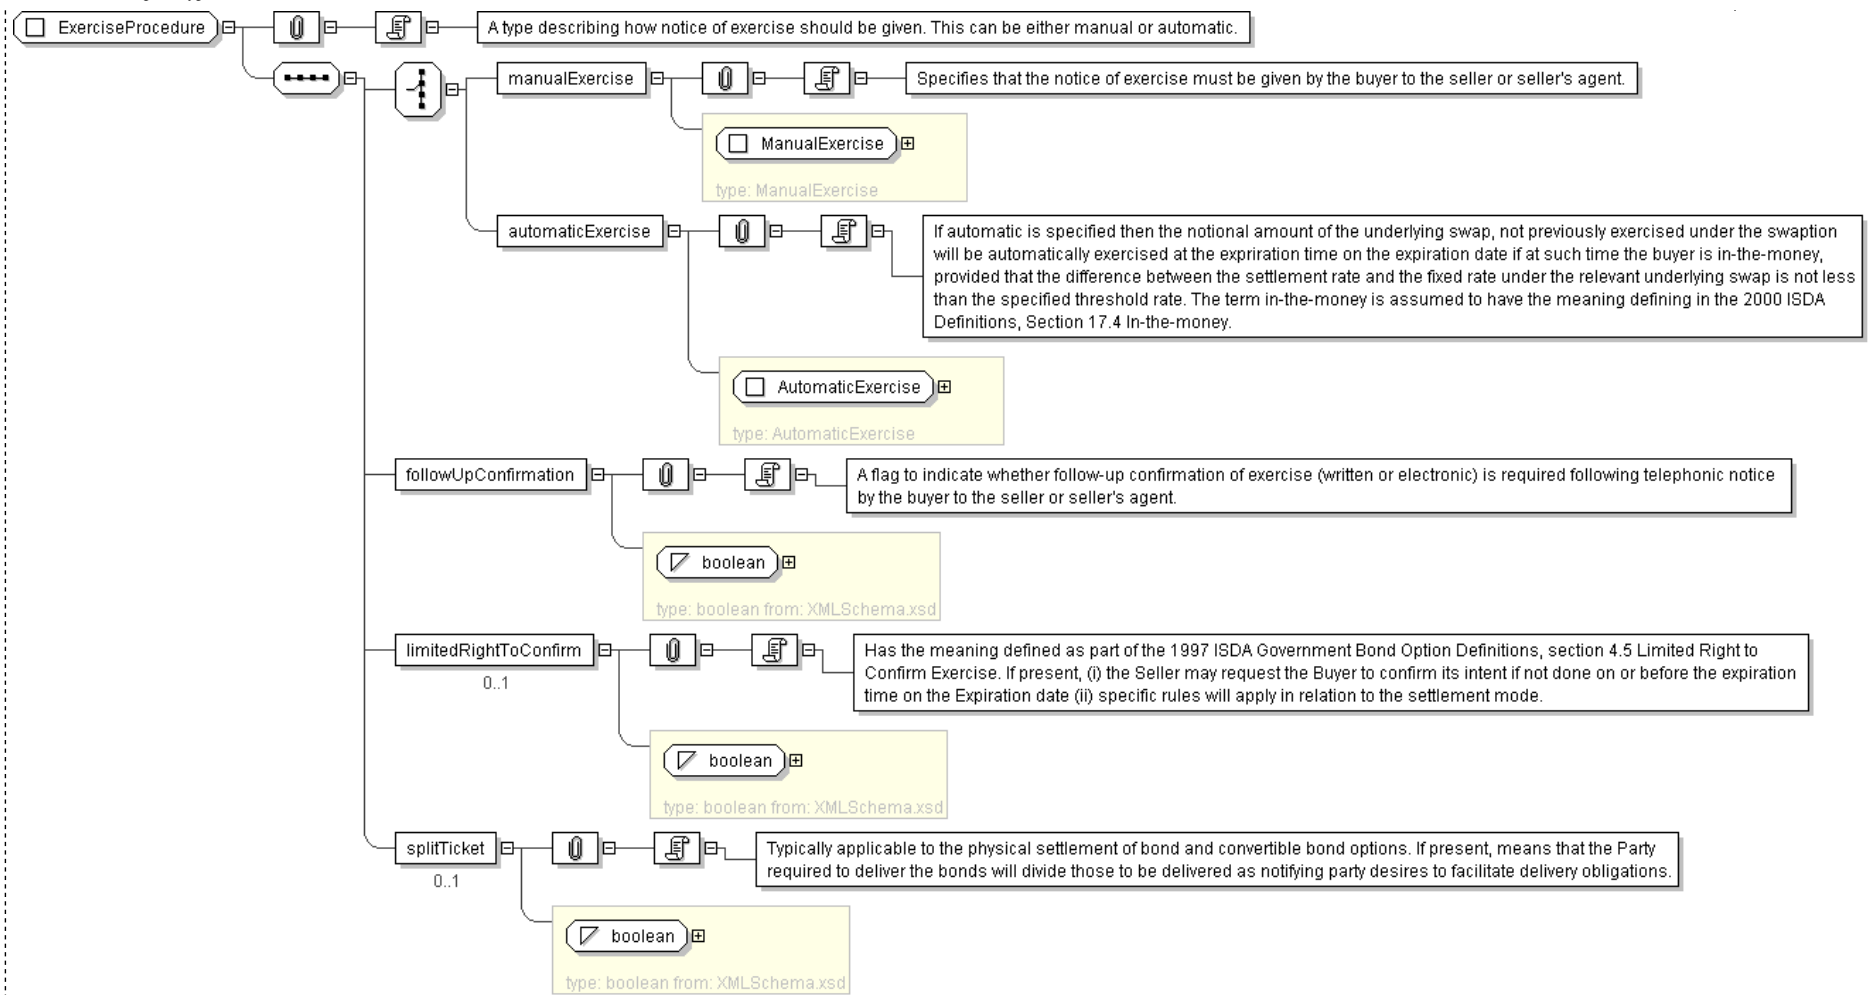 ExerciseProcedure
A type describing how notice of exercise should be given. This can be either manual or automatic.
manualExercise
Specifies that the notice of exercise must be given by the buyer to the seller or seller's agent.
ManualExercise
type: ManualExercise
automaticExercise
If automatic is specified then the notional amount of the underlying swap, not previously exercised under the swaption
will be automatically exercised at the expriration time on the expiration date if at such time the buyer is in-the-money,
provided that the difference between the settlement rate and the fixed rate under the relevant underlying swap is not less
than the specified threshold rate. The term in-the-money is assumed to have the meaning defining in the 2000 ISDA
Definitions, Section 17.4 In-the-money.
AutomaticExercise
type: AutomaticExercise
followUpConfirmation
A flag to indicate whether follow-up confirmation of exercise (written or electronic) is required following telephonic notice
by the buyer to the seller or seller's agent.
boolean
type: boolean from: XMLSchema.xsd
limitedRightToConfirm
0..1
Has the meaning defined as part of the 1997 ISDA Government Bond Option Definitions, section 4.5 Limited Right to
Confirm Exercise. If present, (i) the Seller may request the Buyer to confirm its intent if not done on or before the expiration
time on the Expiration date (ii) specific rules will apply in relation to the settlement mode.
boolean
type: boolean from: XMLSchema.xsd
splitTicket
0..1
Typically applicable to the physical settlement of bond and convertible bond options. If present, means that the Party
required to deliver the bonds will divide those to be delivered as notifying party desires to facilitate delivery obligations.
boolean
type: boolean from: XMLSchema.xsd